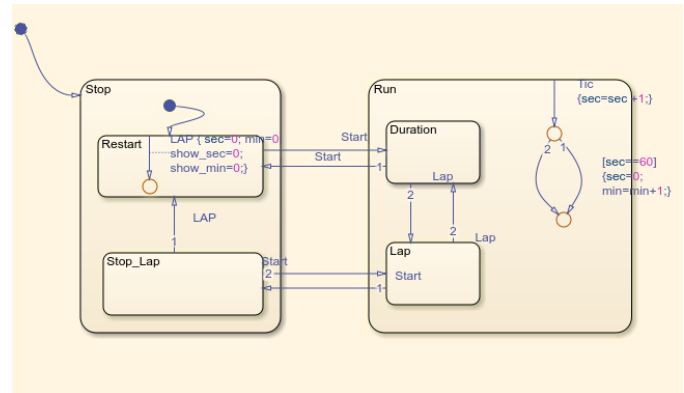 Stop
Restart
LAP { sec=0; min=0
show_sec=0;
show_min=0;}
LAP
1
Stop_Lap
Start
Start
1
Start
2
Start
1
Run
Duration
Lap
2
2
Lap
Lap
Tic
{sec=sec+1;}
2
1
[sec==60]
{sec=0;
min=min+1;}